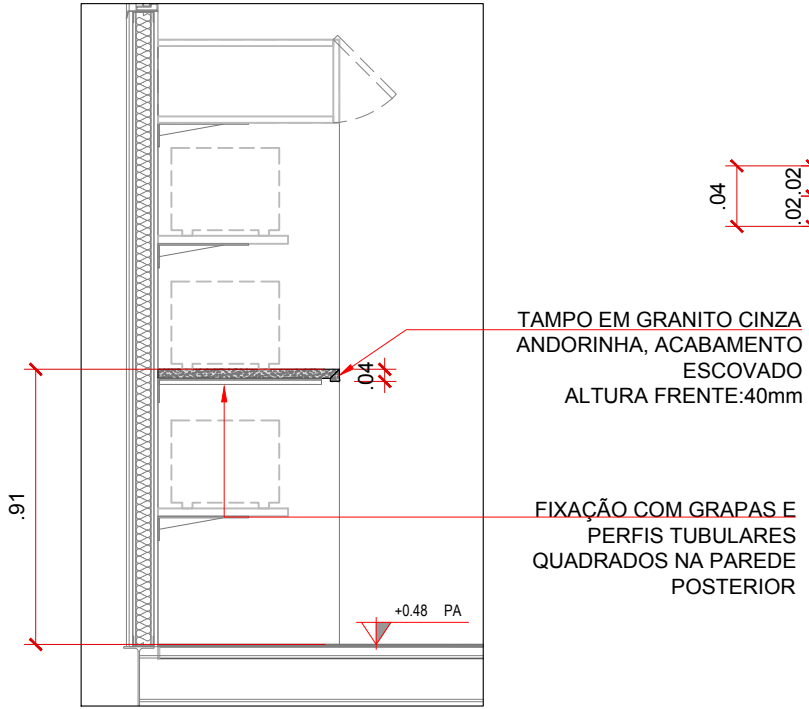 .04
.02
.02
TAMPO EM GRANITO CINZA
ANDORINHA, ACABAMENTO
ESCOVADO
ALTURA FRENTE:40mm
.04
.91
FIXAÇÃO COM GRAPAS E
PERFIS TUBULARES
QUADRADOS NA PAREDE
POSTERIOR
+0.48 PA